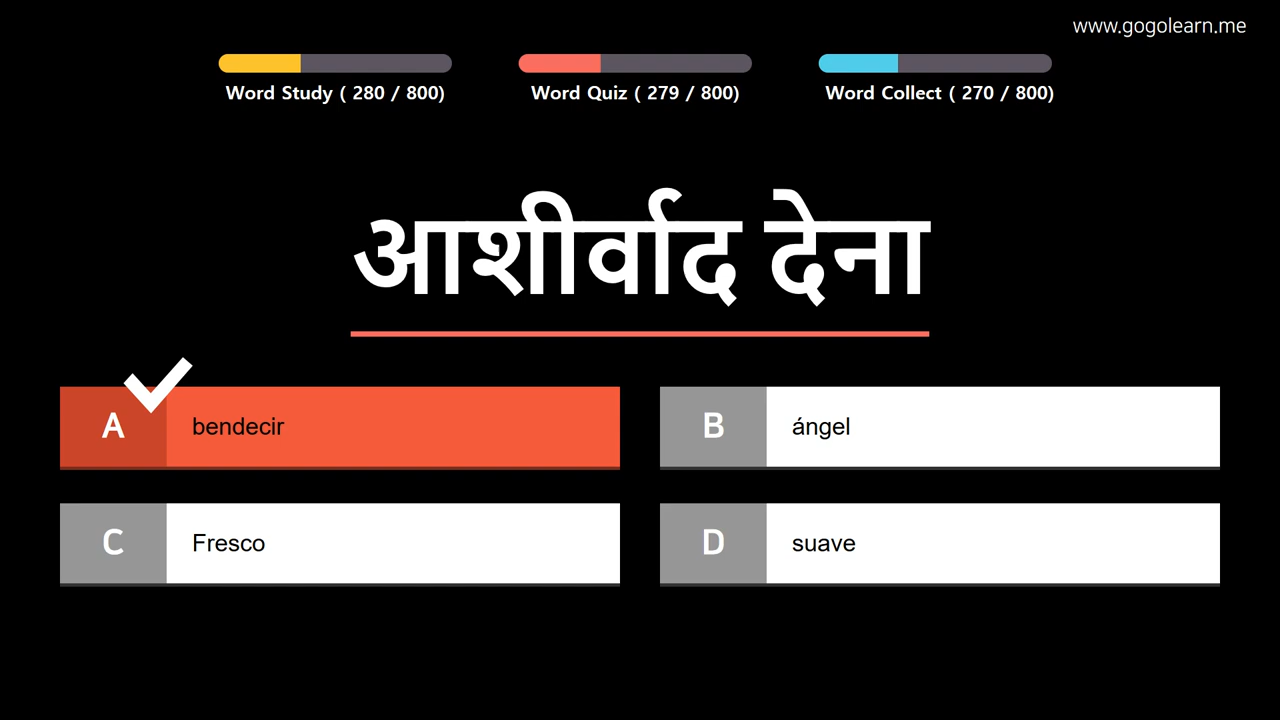 www.gogolearn.me
Word Study ( 280 / 800)
Word Quiz ( 279 / 800)
Word Collect ( 270 / 800)
आशीर्वाद देना
A bendecir
B ángel
C Fresco
D suave